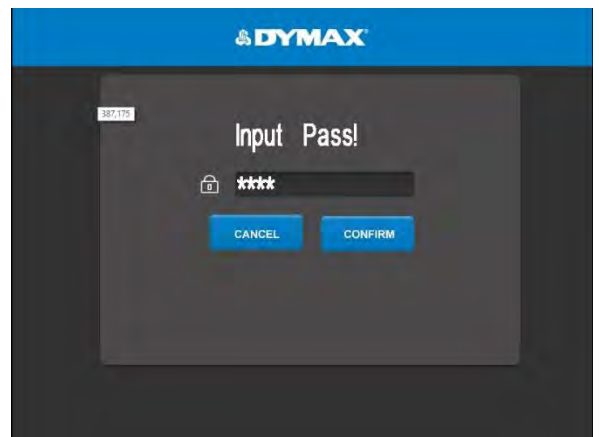 DYMAX
387,175
Input Pass!
****
CANCEL CONFIRM